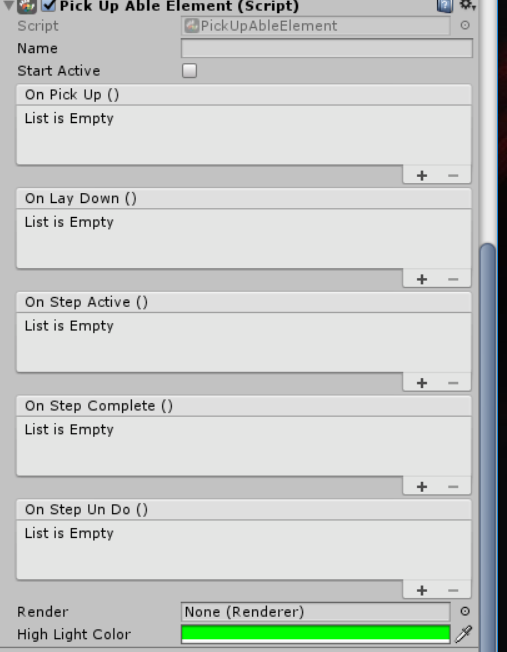 Pick Up Able Element (Script)
Script PickUpAbleElement
Name
Start Active
On Pick Up ()
List is Empty
+ −
On Lay Down ()
List is Empty
+ −
On Step Active ()
List is Empty
+ −
On Step Complete ()
List is Empty
+ −
On Step Un Do ()
List is Empty
+ −
Render None (Renderer)
High Light Color